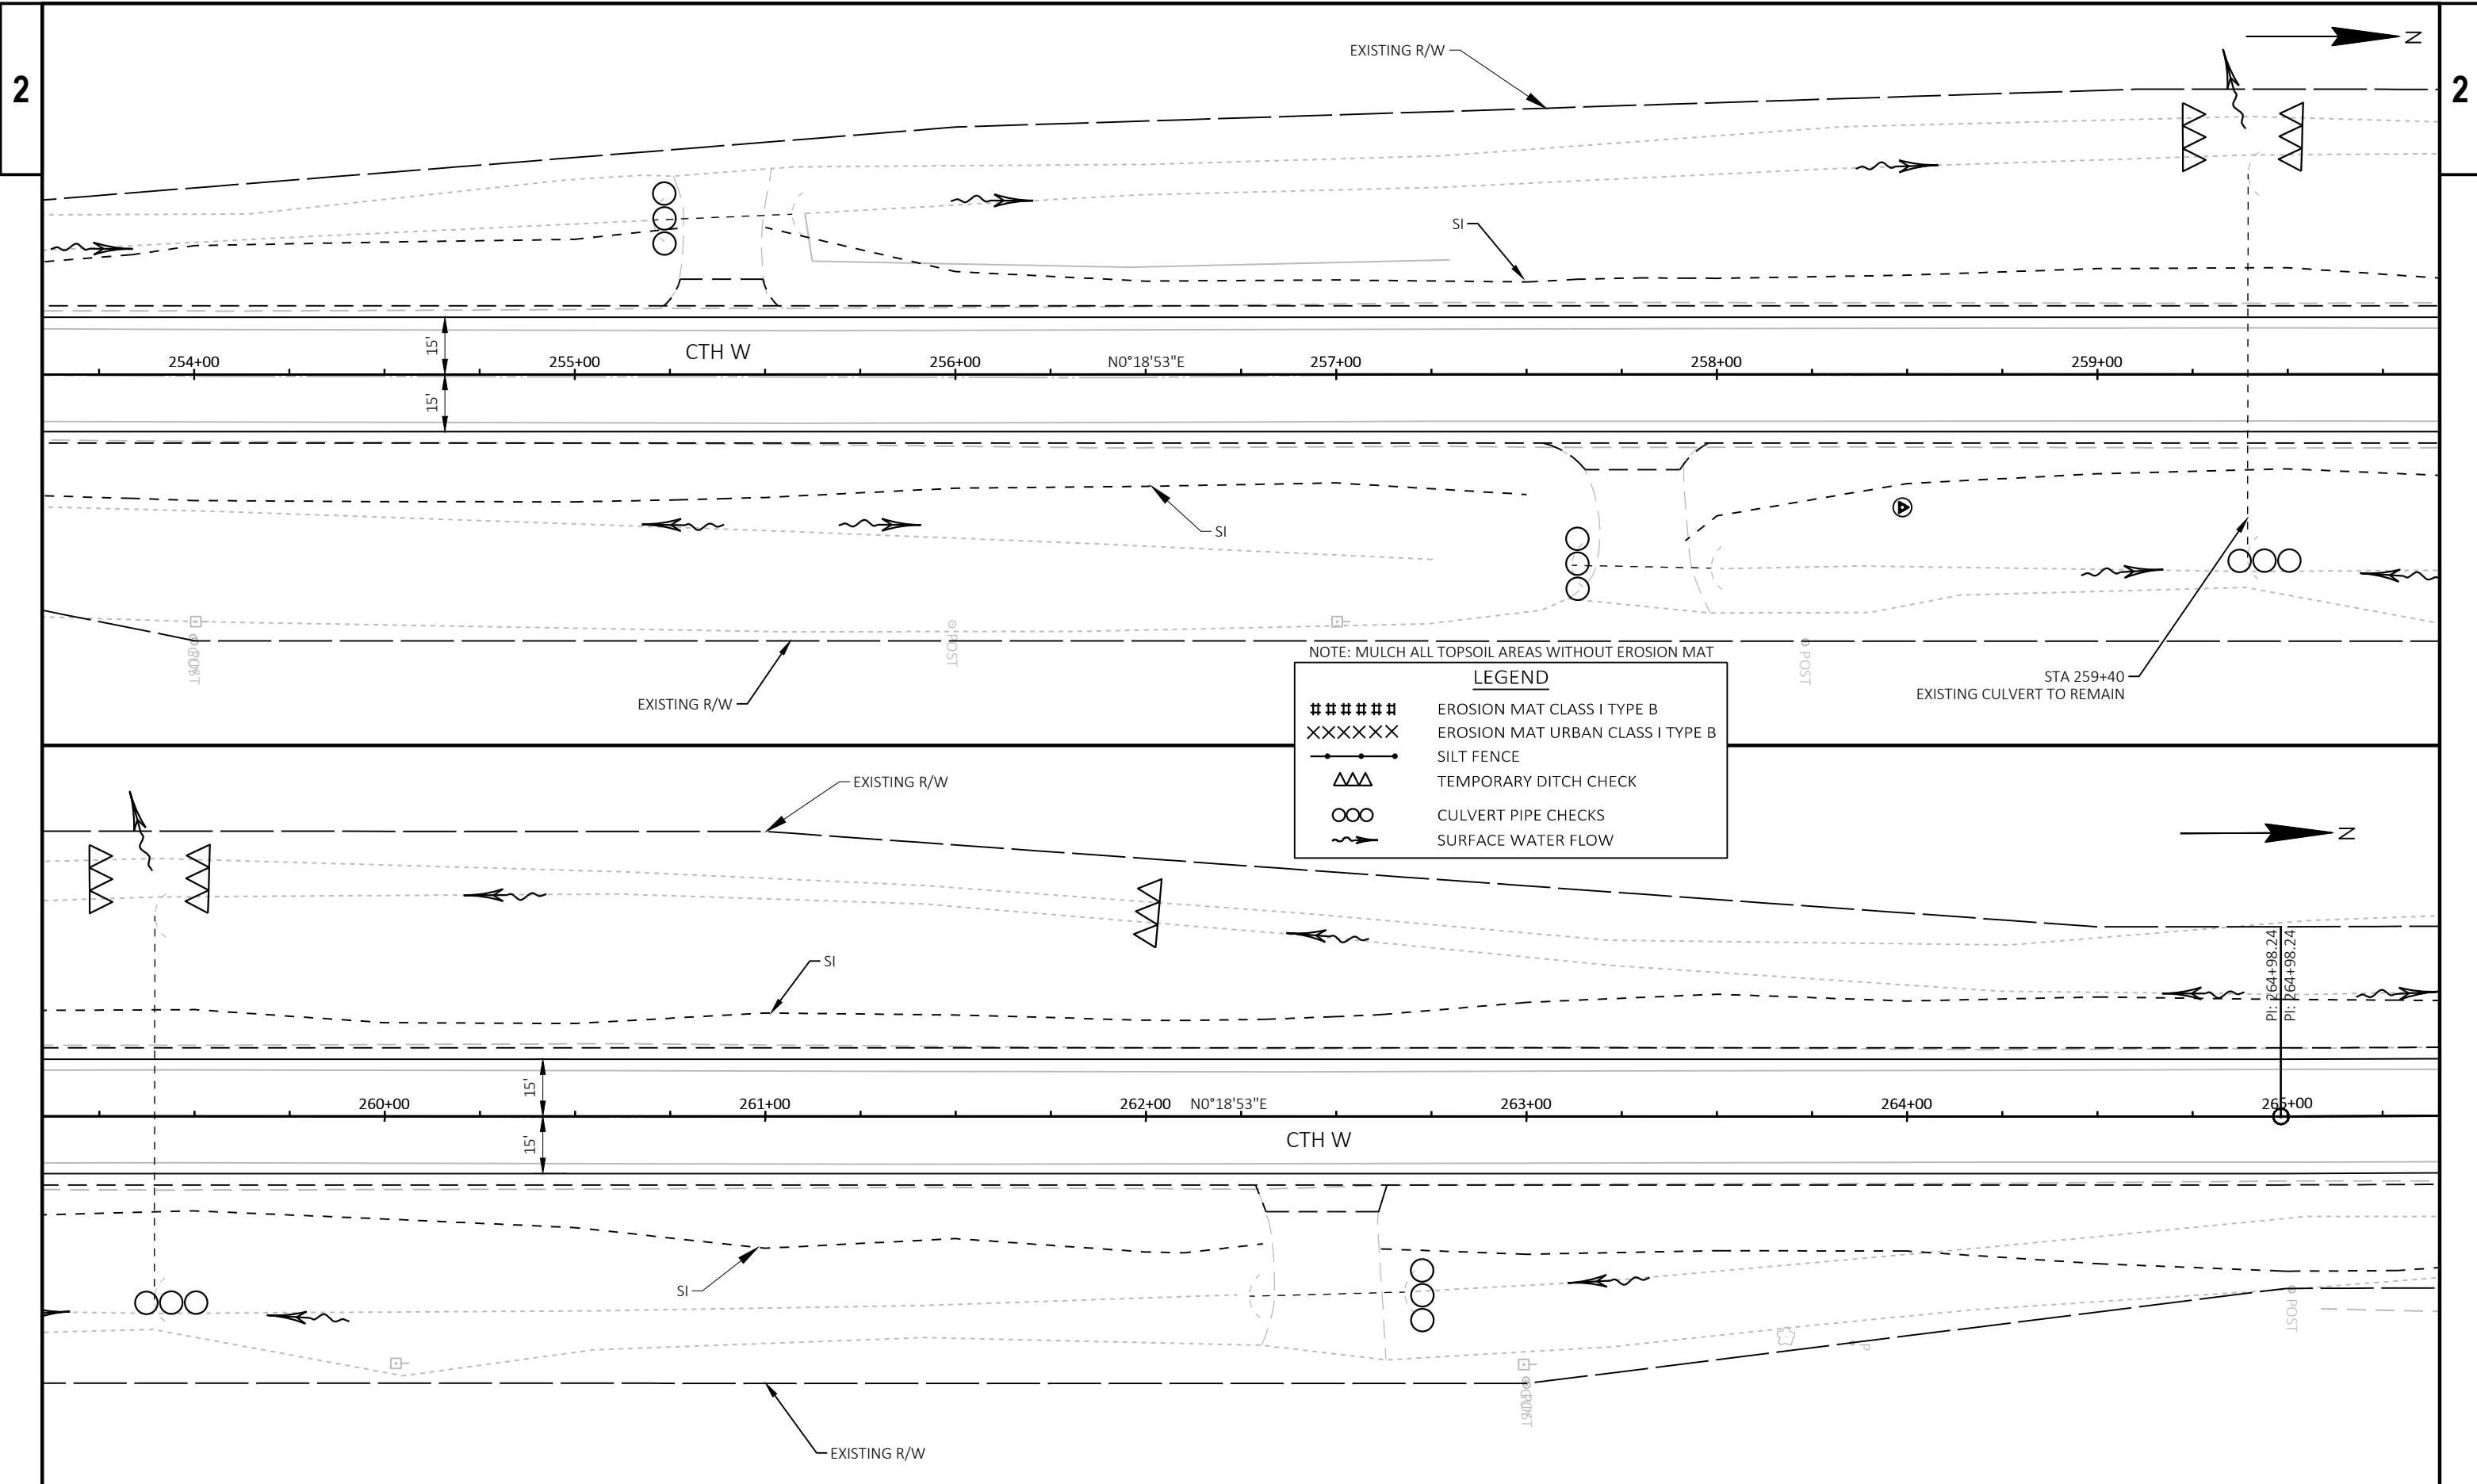 2
2
EXISTING R/W
N
SI
15'
CTH W
254+00
255+00
256+00
N0°18'53"E
257+00
258+00
259+00
15'
SI
POST
POST
POST
EXISTING R/W
STA 259+40
EXISTING CULVERT TO REMAIN
NOTE: MULCH ALL TOPSOIL AREAS WITHOUT EROSION MAT
LEGEND
EROSION MAT CLASS I TYPE B
EROSION MAT URBAN CLASS I TYPE B
SILT FENCE
TEMPORARY DITCH CHECK
CULVERT PIPE CHECKS
SURFACE WATER FLOW
EXISTING R/W
N
SI
PI: 264+98.24
PI: 264+98.24
15'
260+00
261+00
262+00
N0°18'53"E
263+00
264+00
265+00
15'
CTH W
SI
POST
P
POST
EXISTING R/W